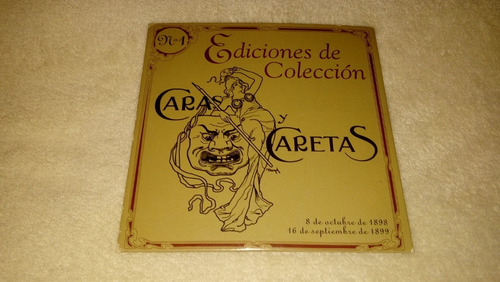 Nº1
Ediciones de
Colección
CARAS
y
CARETAS
8 de octubre de 1898
16 de septiembre de 1899